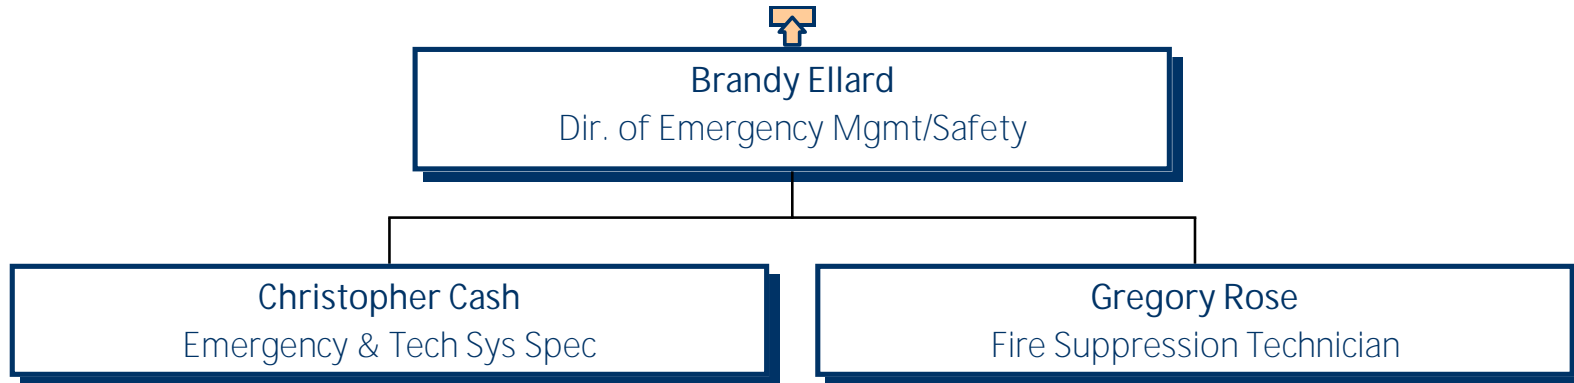 Brandy Ellard
Dir. of Emergency Mgmt/Safety
Christopher Cash
Emergency & Tech Sys Spec
Gregory Rose
Fire Suppression Technician